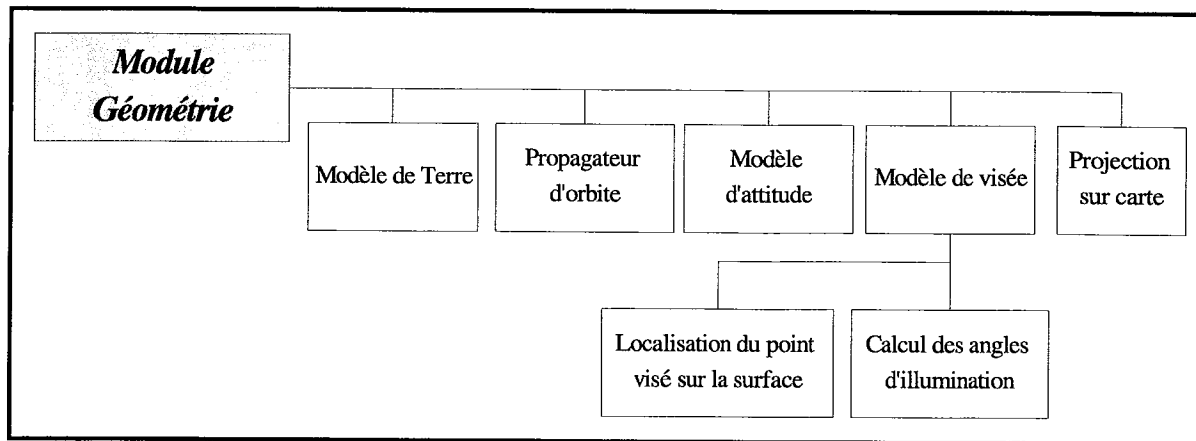 Module
Géométrie
Modèle de Terre
Propagateur
d'orbite
Modèle
d'attitude
Modèle de visée
Projection
sur carte
Localisation du point
visé sur la surface
Calcul des angles
d'illumination